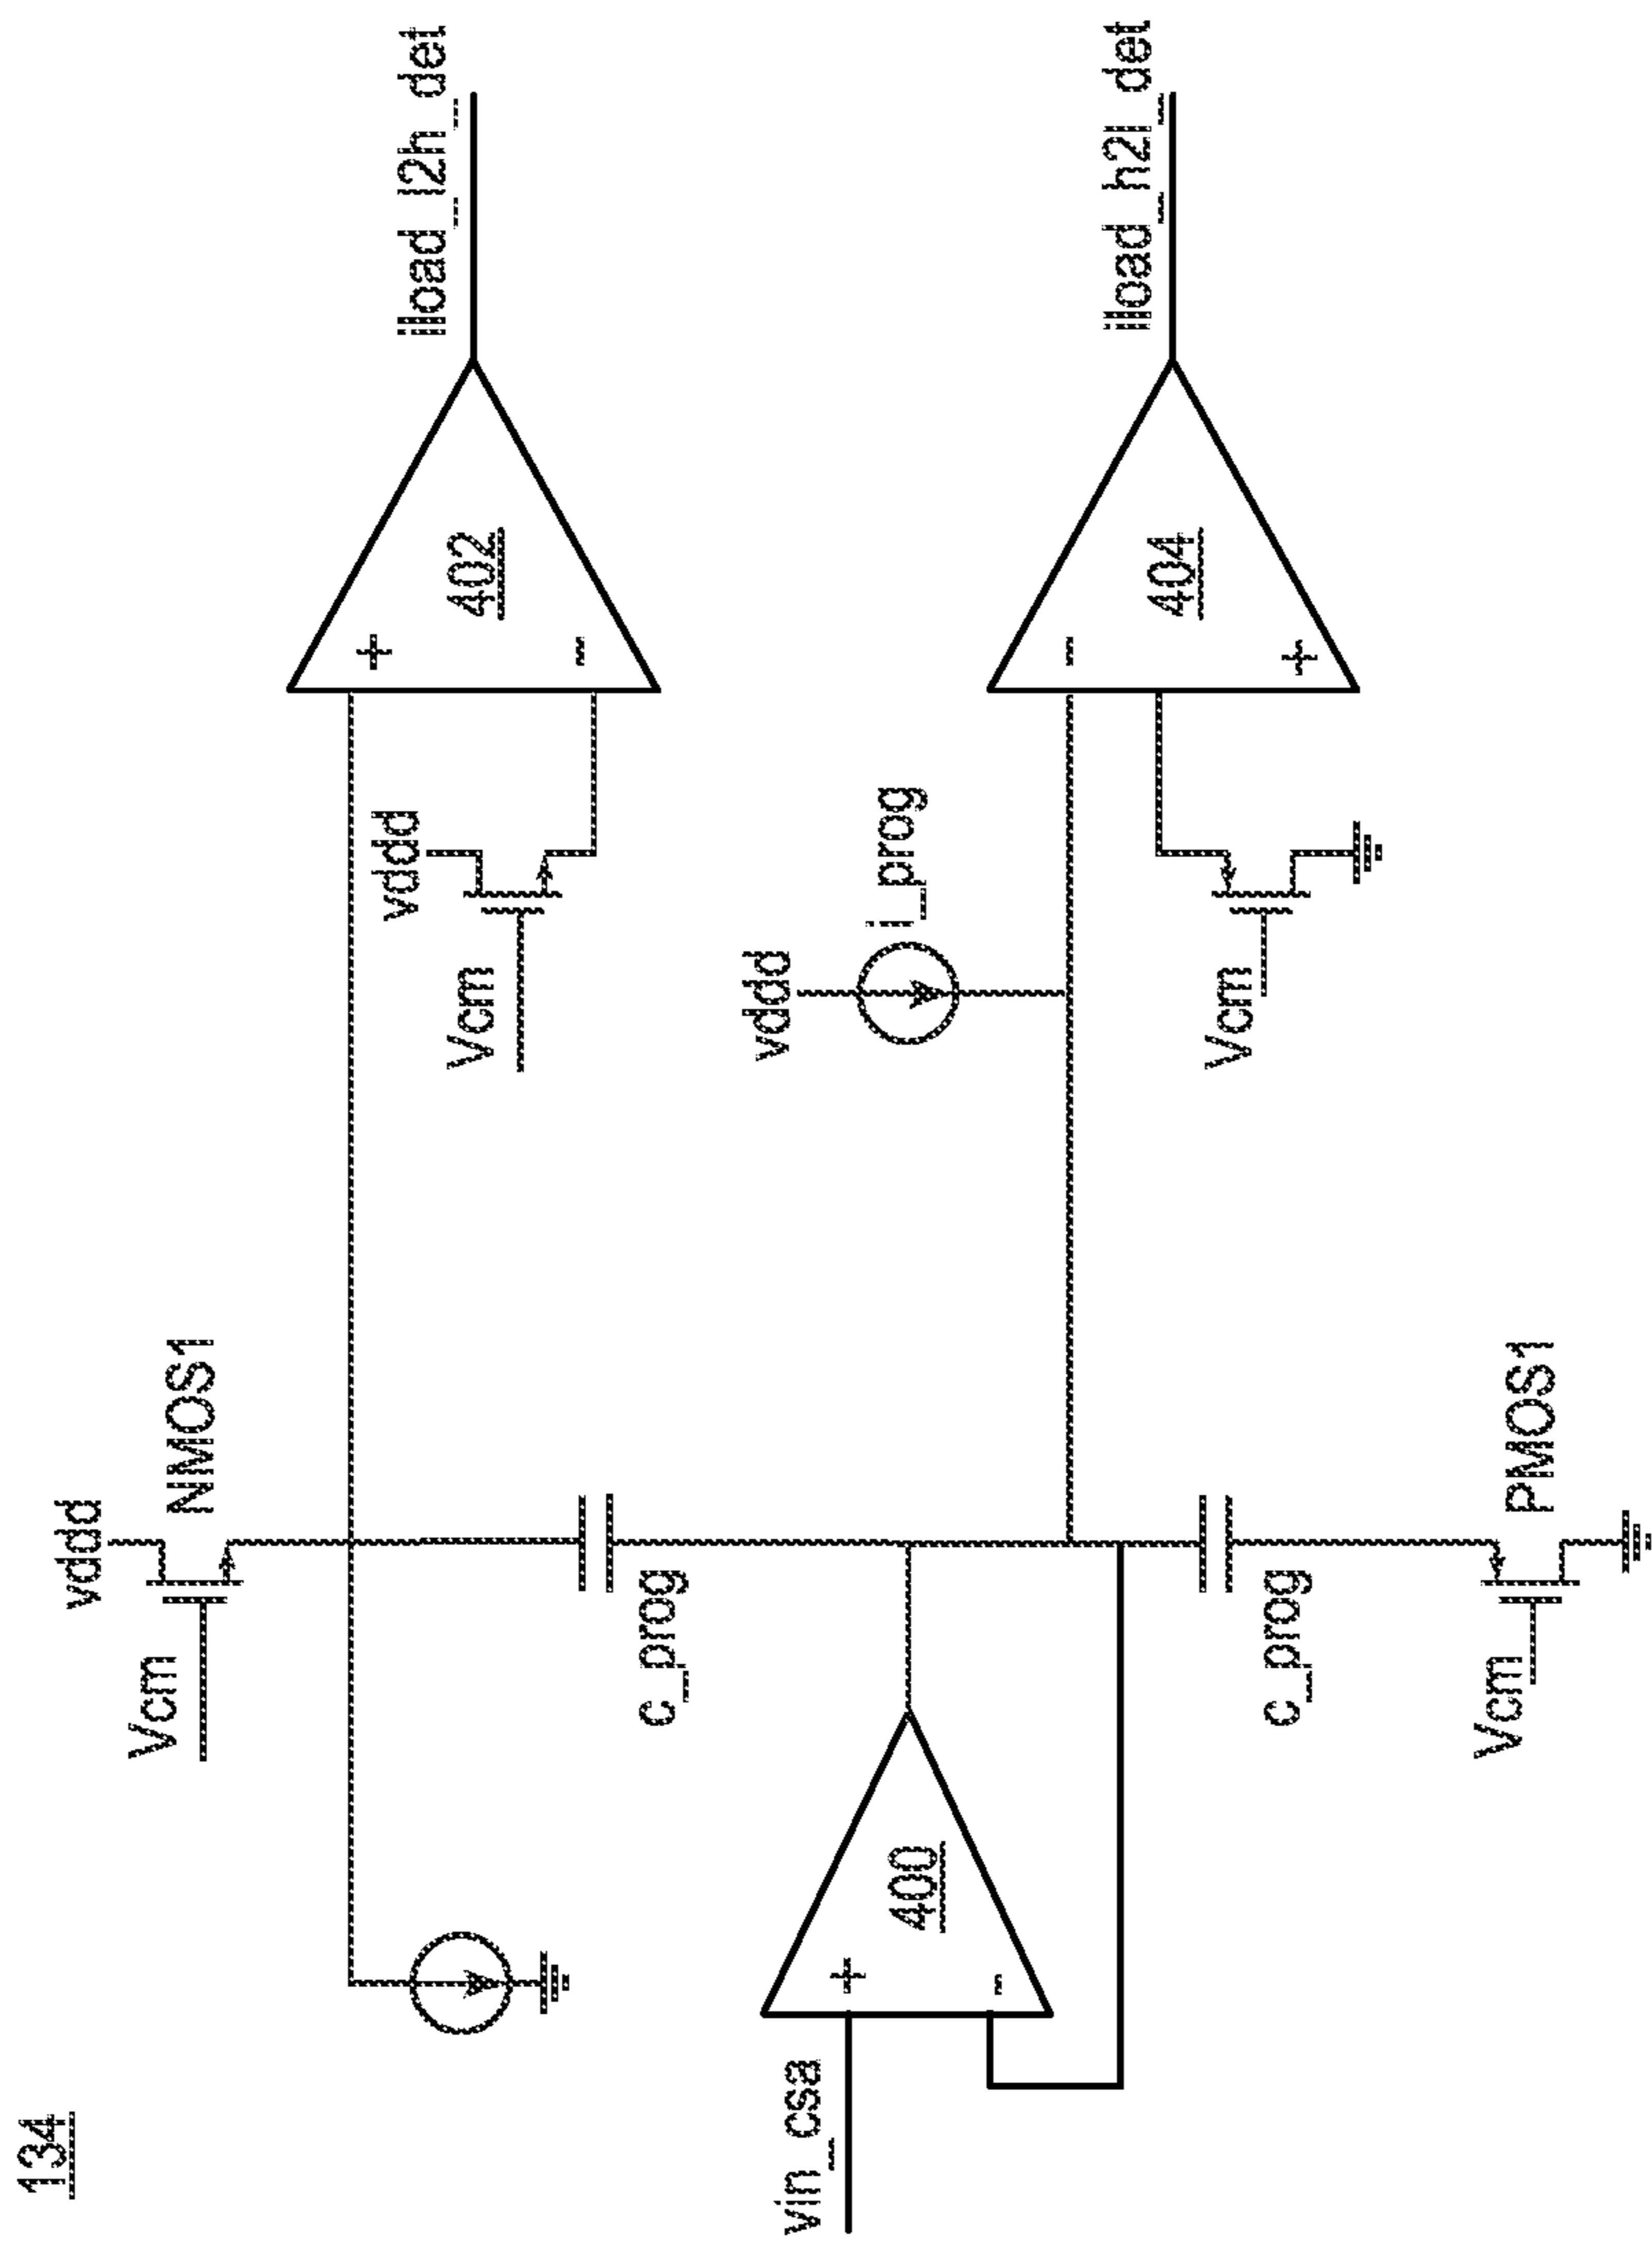 134
vddd
Vcm
NMOS1
+
vddd
iload_l2h_det
Vcm
402
-
c_prog
vddd
vin_csa
+
i_prog
400
-
-
iload_h2l_det
404
Vcm
c_prog
+
Vcm
PMOS1